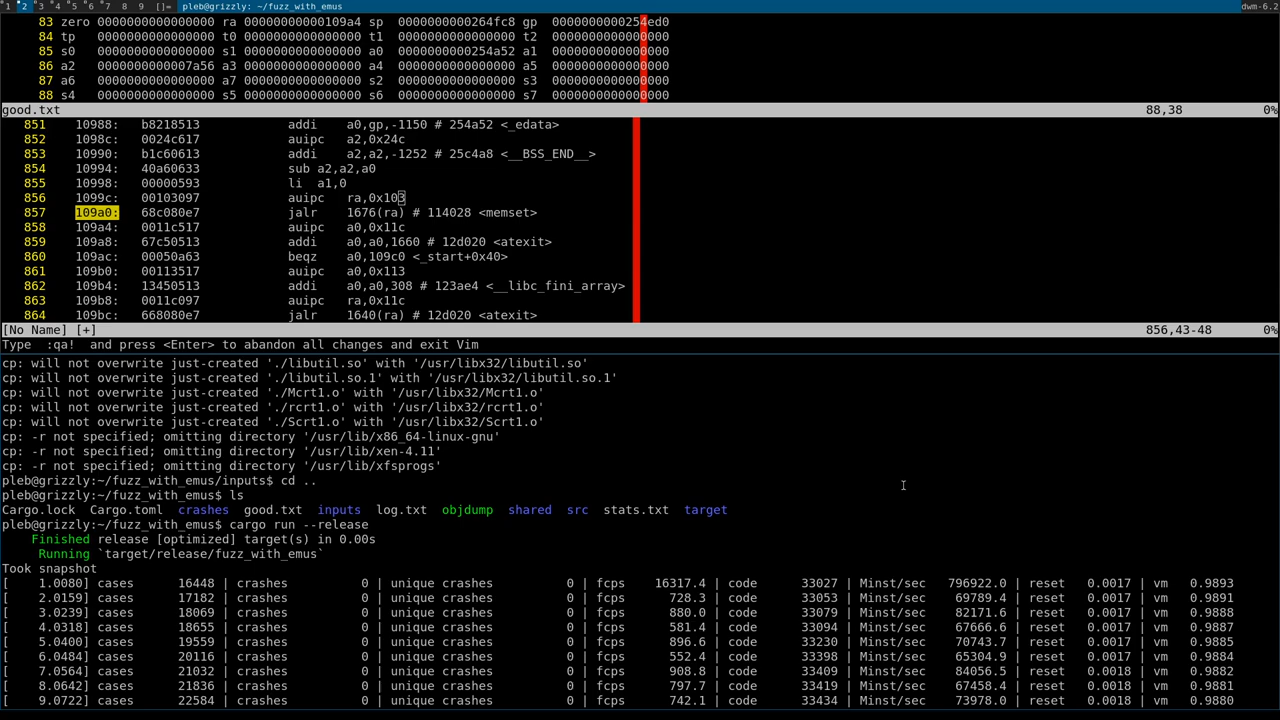 1 2 3 4 5 6 7 8 9 []= pleb@grizzly: ~/fuzz_with_emus dwm-6.2
83 zero 0000000000000000 ra 00000000000109a4 sp 0000000000264fc8 gp 0000000000254ed0
84 tp 0000000000000000 t0 0000000000000000 t1 0000000000000000 t2 0000000000000000
85 s0 0000000000000000 s1 0000000000000000 a0 0000000000254a52 a1 0000000000000000
86 a2 0000000000007a56 a3 0000000000000000 a4 0000000000000000 a5 0000000000000000
87 a6 0000000000000000 a7 0000000000000000 s2 0000000000000000 s3 0000000000000000
88 s4 0000000000000000 s5 0000000000000000 s6 0000000000000000 s7 0000000000000000
good.txt 88,38 0%
851 10988: b8218513 addi a0,gp,-1150 # 254a52 <_edata>
852 1098c: 0024c617 auipc a2,0x24c
853 10990: b1c60613 addi a2,a2,-1252 # 25c4a8 <__BSS_END__>
854 10994: 40a60633 sub a2,a2,a0
855 10998: 00000593 li a1,0
856 1099c: 00103097 auipc ra,0x103
857 109a0: 68c080e7 jalr 1676(ra) # 114028 <memset>
858 109a4: 0011c517 auipc a0,0x11c
859 109a8: 67c50513 addi a0,a0,1660 # 12d020 <atexit>
860 109ac: 00050a63 beqz a0,109c0 <_start+0x40>
861 109b0: 00113517 auipc a0,0x113
862 109b4: 13450513 addi a0,a0,308 # 123ae4 <__libc_fini_array>
863 109b8: 0011c097 auipc ra,0x11c
864 109bc: 668080e7 jalr 1640(ra) # 12d020 <atexit>
[No Name] [+] 856,43-48 0%
Type :qa! and press <Enter> to abandon all changes and exit Vim
cp: will not overwrite just-created './libutil.so' with '/usr/libx32/libutil.so'
cp: will not overwrite just-created './libutil.so.1' with '/usr/libx32/libutil.so.1'
cp: will not overwrite just-created './Mcrt1.o' with '/usr/libx32/Mcrt1.o'
cp: will not overwrite just-created './rcrt1.o' with '/usr/libx32/rcrt1.o'
cp: will not overwrite just-created './Scrt1.o' with '/usr/libx32/Scrt1.o'
cp: -r not specified; omitting directory '/usr/lib/x86_64-linux-gnu'
cp: -r not specified; omitting directory '/usr/lib/xen-4.11'
cp: -r not specified; omitting directory '/usr/lib/xfsprogs'
pleb@grizzly:~/fuzz_with_emus/inputs$ cd ..
pleb@grizzly:~/fuzz_with_emus$ ls
Cargo.lock Cargo.toml crashes good.txt inputs log.txt objdump shared src stats.txt target
pleb@grizzly:~/fuzz_with_emus$ cargo run --release
Finished release [optimized] target(s) in 0.00s
Running `target/release/fuzz_with_emus`
Took snapshot
[ 1.0080] cases 16448 | crashes 0 | unique crashes 0 | fcps 16317.4 | code 33027 | Minst/sec 796922.0 | reset 0.0017 | vm 0.9893
[ 2.0159] cases 17182 | crashes 0 | unique crashes 0 | fcps 728.3 | code 33053 | Minst/sec 69789.4 | reset 0.0017 | vm 0.9891
[ 3.0239] cases 18069 | crashes 0 | unique crashes 0 | fcps 880.0 | code 33079 | Minst/sec 82171.6 | reset 0.0017 | vm 0.9888
[ 4.0318] cases 18655 | crashes 0 | unique crashes 0 | fcps 581.4 | code 33094 | Minst/sec 67666.6 | reset 0.0017 | vm 0.9887
[ 5.0400] cases 19559 | crashes 0 | unique crashes 0 | fcps 896.6 | code 33230 | Minst/sec 70743.7 | reset 0.0017 | vm 0.9885
[ 6.0484] cases 20116 | crashes 0 | unique crashes 0 | fcps 552.4 | code 33398 | Minst/sec 65304.9 | reset 0.0017 | vm 0.9884
[ 7.0564] cases 21032 | crashes 0 | unique crashes 0 | fcps 908.8 | code 33409 | Minst/sec 84056.5 | reset 0.0018 | vm 0.9882
[ 8.0642] cases 21836 | crashes 0 | unique crashes 0 | fcps 797.7 | code 33419 | Minst/sec 67458.4 | reset 0.0018 | vm 0.9881
[ 9.0722] cases 22584 | crashes 0 | unique crashes 0 | fcps 742.1 | code 33434 | Minst/sec 73978.0 | reset 0.0018 | vm 0.9880